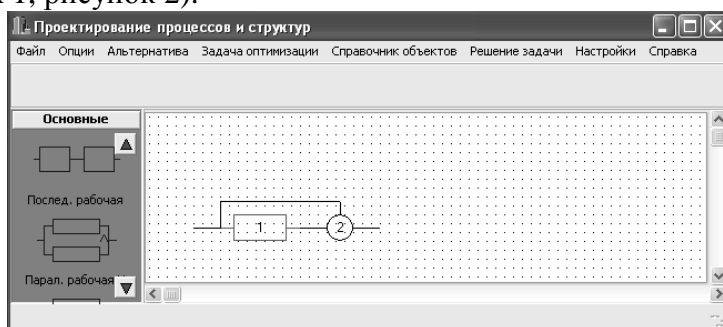 1, рисунок 2).
Проектирование процессов и структур
Файл Опции Альтернатива Задача оптимизации Справочник объектов Решение задачи Настройки Справка
Основные
Послед. рабочая
1
2
Парал. рабочая